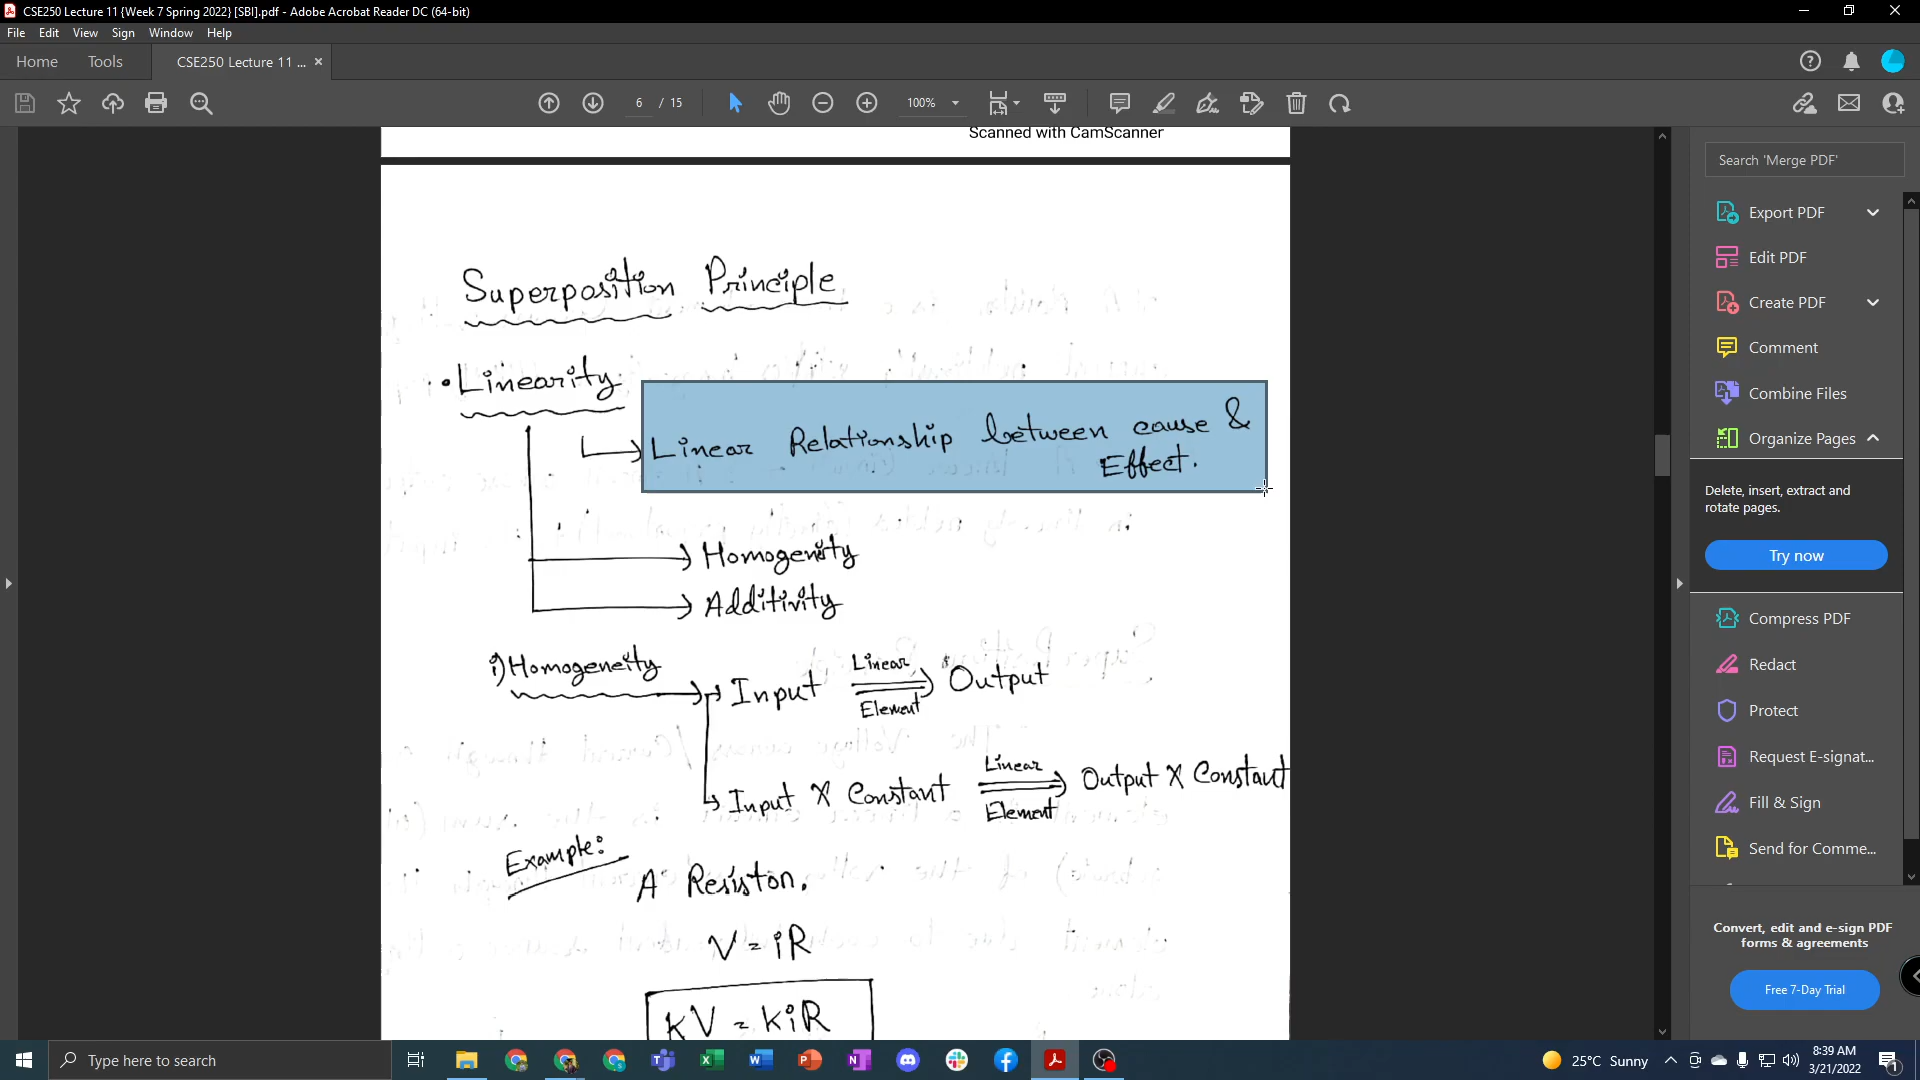 CSE250 Lecture 11 {Week 7 Spring 2022} [SBI].pdf - Adobe Acrobat Reader DC (64-bit)
File Edit View Sign Window Help
Home Tools CSE250 Lecture 11 ... ×
6 / 15 100%
Scanned with CamScanner
Superposition Principle
• Linearity
Linear Relationship between cause &
Effect.
Homogenity
Additivity
i) Homogeneity
Input Linear Element Output
Input X Constant Linear Element Output X Constant
Example:
A Resistor.
V = iR
KV = KiR
Search 'Merge PDF'
Export PDF
Edit PDF
Create PDF
Comment
Combine Files
Organize Pages
Delete, insert, extract and
rotate pages.
Try now
Compress PDF
Redact
Protect
Request E-signat...
Fill & Sign
Send for Comme...
Convert, edit and e-sign PDF
forms & agreements
Free 7-Day Trial
Type here to search
25°C Sunny
8:39 AM
3/21/2022
1